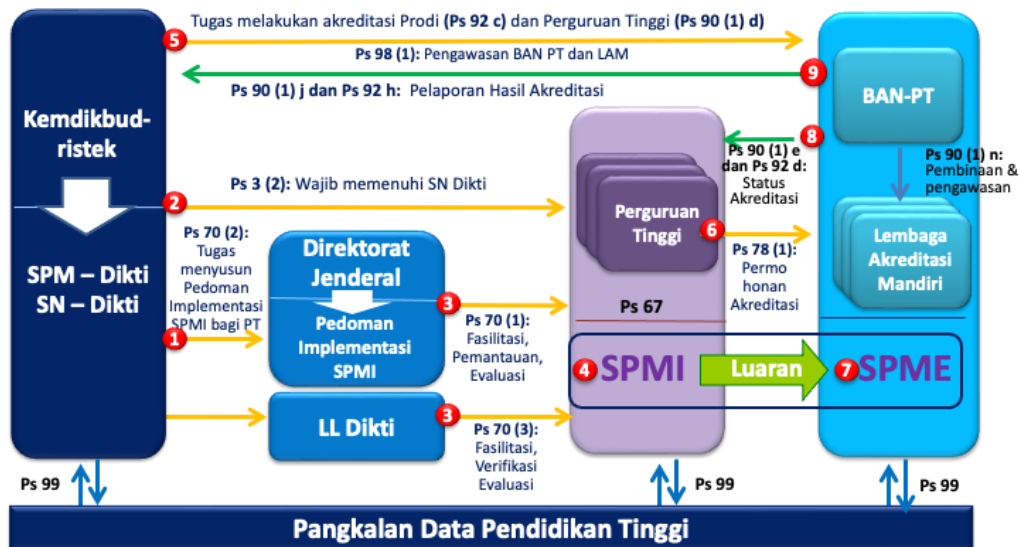 Tugas melakukan akreditasi Prodi (Ps 92 c) dan Perguruan Tinggi (Ps 90 (1) d)
5
Ps 98 (1): Pengawasan BAN PT dan LAM
9
Ps 90 (1) j dan Ps 92 h: Pelaporan Hasil Akreditasi
Kemdikbud-
ristek
SPM – Dikti
SN – Dikti
BAN-PT
8
Ps 90 (1) e
dan Ps 92 d:
Status
Akreditasi
Ps 90 (1) n:
Pembinaan &
pengawasan
Ps 3 (2): Wajib memenuhi SN Dikti
2
Perguruan
Tinggi
6
Ps 78 (1):
Permo
honan
Akreditasi
Lembaga
Akreditasi
Mandiri
Ps 70 (2):
Tugas
menyusun
Pedoman
Implementasi
SPMI bagi PT
1
Direktorat
Jenderal
Pedoman
Implementasi
SPMI
3
Ps 70 (1):
Fasilitasi,
Pemantauan,
Evaluasi
Ps 67
4
SPMI
Luaran
7
SPME
LL Dikti
3
Ps 70 (3):
Fasilitasi,
Verifikasi
Evaluasi
Ps 99
Ps 99
Ps 99
Pangkalan Data Pendidikan Tinggi